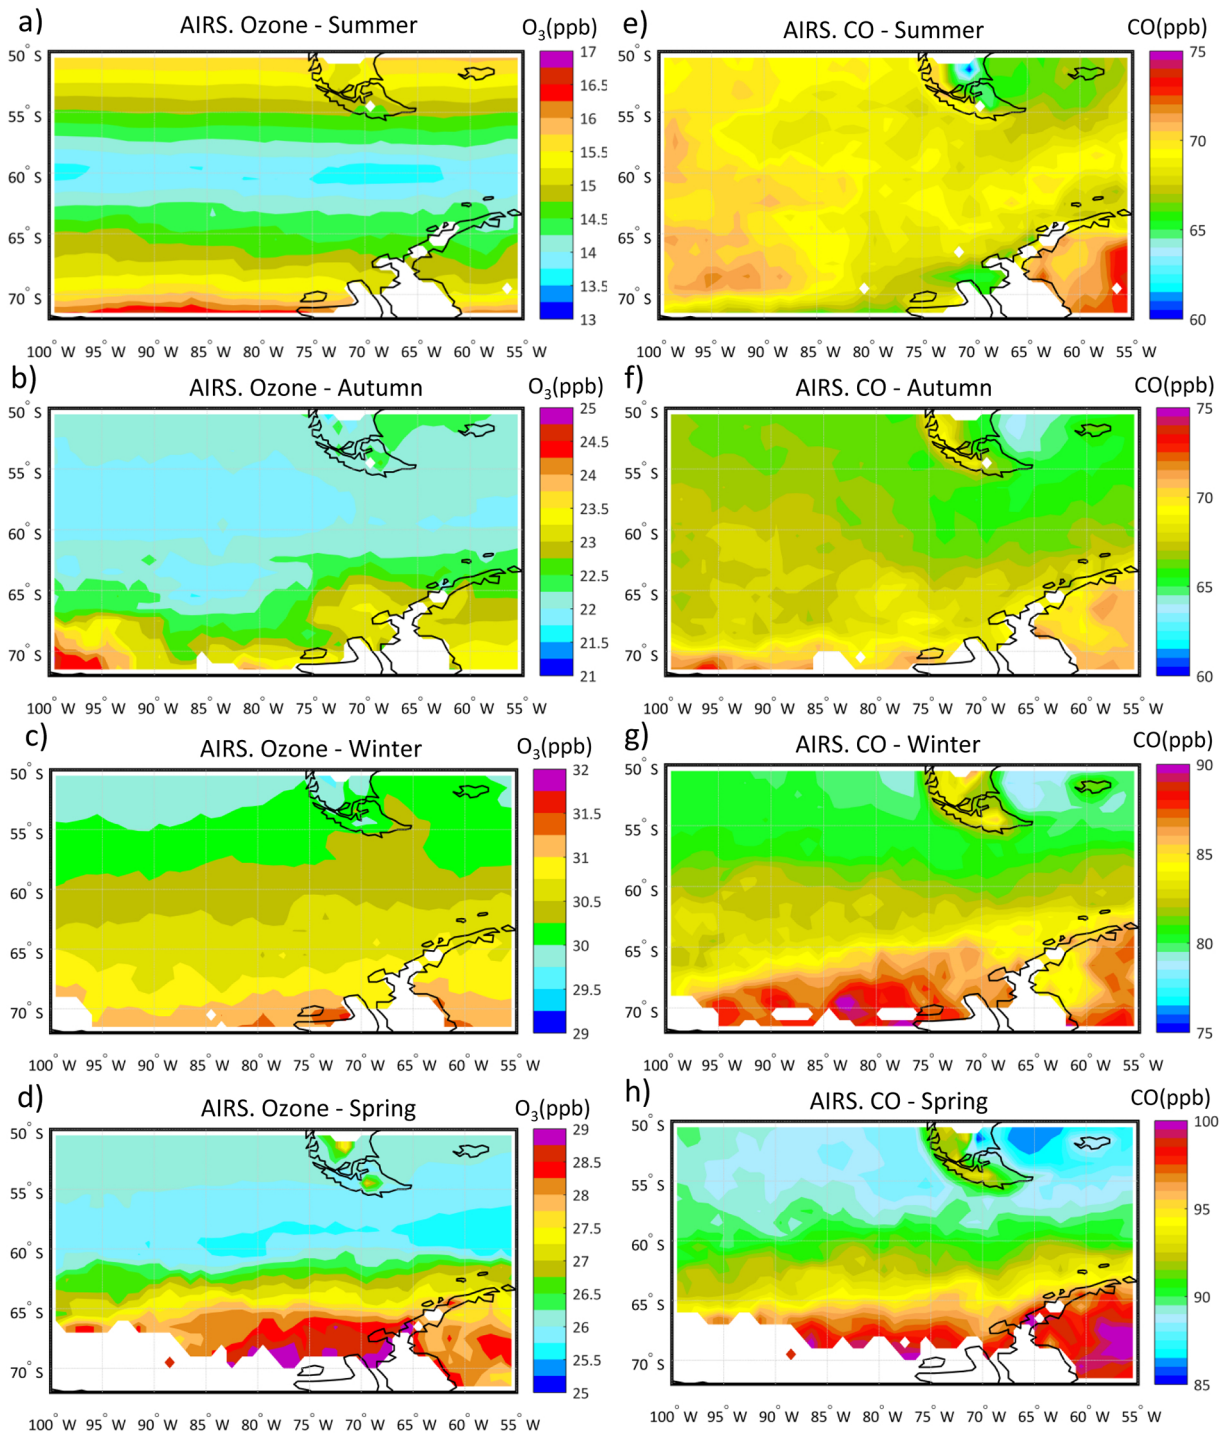 a)
AIRS. Ozone - Summer
O₃(ppb)
50° S
55° S
60° S
65° S
70° S
100° W 95° W 90° W 85° W 80° W 75° W 70° W 65° W 60° W 55° W
17
16.5
16
15.5
15
14.5
14
13.5
13
e)
AIRS. CO - Summer
CO(ppb)
50° S
55° S
60° S
65° S
70° S
100° W 95° W 90° W 85° W 80° W 75° W 70° W 65° W 60° W 55° W
75
70
65
60
b)
AIRS. Ozone - Autumn
O₃(ppb)
50° S
55° S
60° S
65° S
70° S
100° W 95° W 90° W 85° W 80° W 75° W 70° W 65° W 60° W 55° W
25
24.5
24
23.5
23
22.5
22
21.5
21
f)
AIRS. CO - Autumn
CO(ppb)
50° S
55° S
60° S
65° S
70° S
100° W 95° W 90° W 85° W 80° W 75° W 70° W 65° W 60° W 55° W
75
70
65
60
c)
AIRS. Ozone - Winter
O₃(ppb)
50° S
55° S
60° S
65° S
70° S
100° W 95° W 90° W 85° W 80° W 75° W 70° W 65° W 60° W 55° W
32
31.5
31
30.5
30
29.5
29
g)
AIRS. CO - Winter
CO(ppb)
50° S
55° S
60° S
65° S
70° S
100° W 95° W 90° W 85° W 80° W 75° W 70° W 65° W 60° W 55° W
90
85
80
75
d)
AIRS. Ozone - Spring
O₃(ppb)
50° S
55° S
60° S
65° S
70° S
100° W 95° W 90° W 85° W 80° W 75° W 70° W 65° W 60° W 55° W
29
28.5
28
27.5
27
26.5
26
25.5
25
h)
AIRS. CO - Spring
CO(ppb)
50° S
55° S
60° S
65° S
70° S
100° W 95° W 90° W 85° W 80° W 75° W 70° W 65° W 60° W 55° W
100
95
90
85